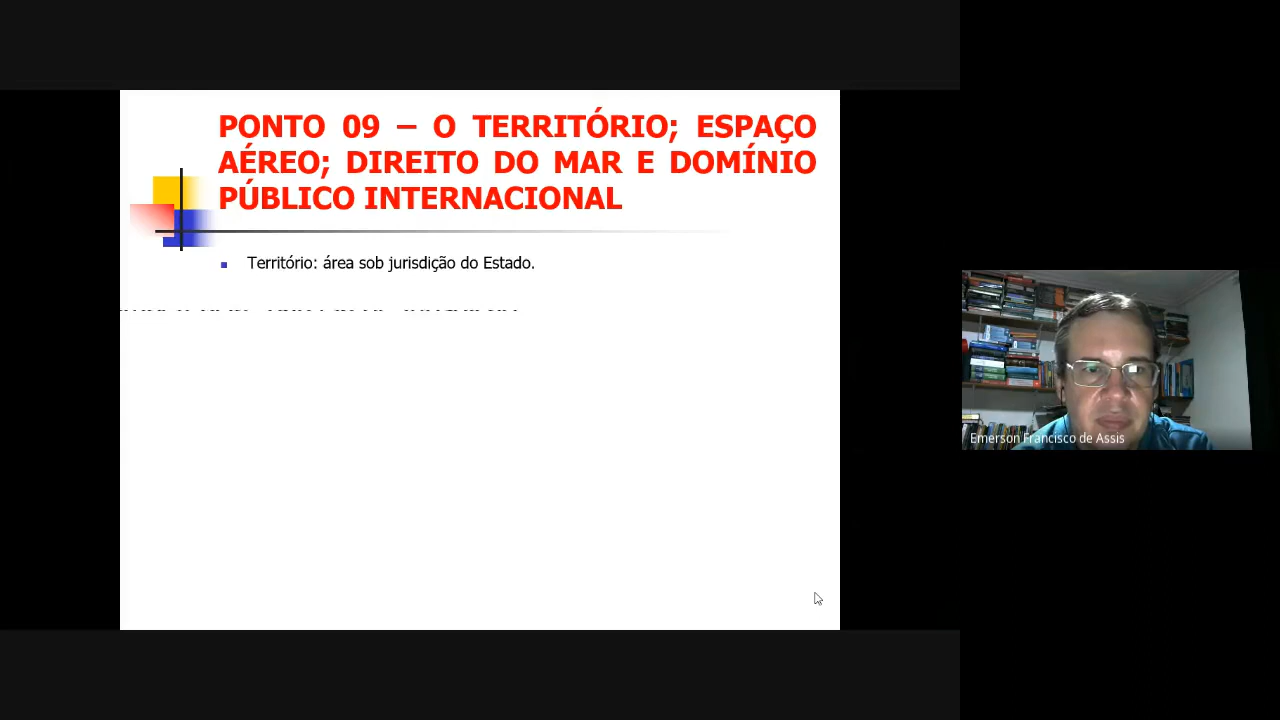 PONTO 09 – O TERRITÓRIO; ESPAÇO
AÉREO; DIREITO DO MAR E DOMÍNIO
PÚBLICO INTERNACIONAL
Território: área sob jurisdição do Estado.
Emerson Francisco de Assis